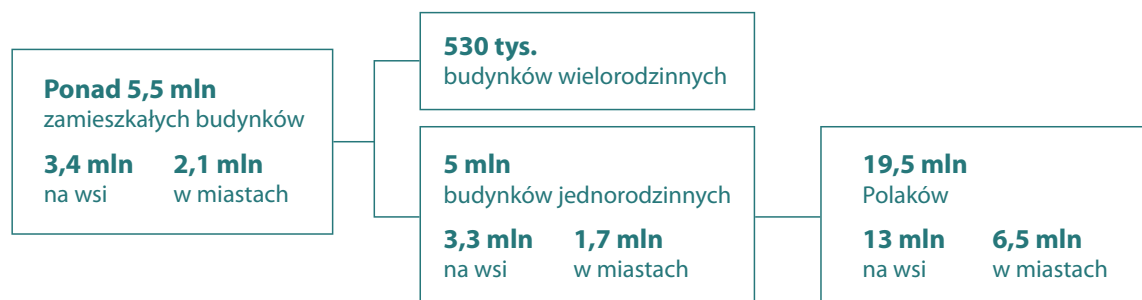 Ponad 5,5 mln
zamieszkałych budynków
3,4 mln 2,1 mln
na wsi w miastach
530 tys.
budynków wielorodzinnych
5 mln
budynków jednorodzinnych
3,3 mln 1,7 mln
na wsi w miastach
19,5 mln
Polaków
13 mln 6,5 mln
na wsi w miastach